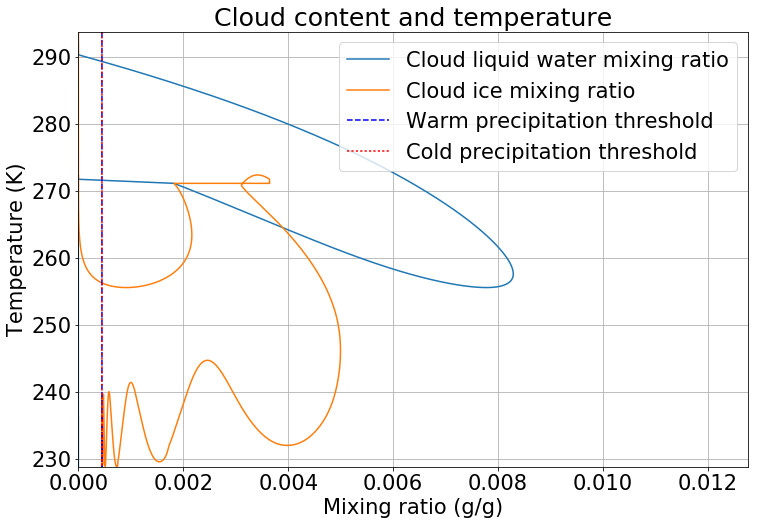 Cloud content and temperature
Cloud liquid water mixing ratio
Cloud ice mixing ratio
Warm precipitation threshold
Cold precipitation threshold
Temperature (K)
290
280
270
260
250
240
230
0.000 0.002 0.004 0.006 0.008 0.010 0.012
Mixing ratio (g/g)